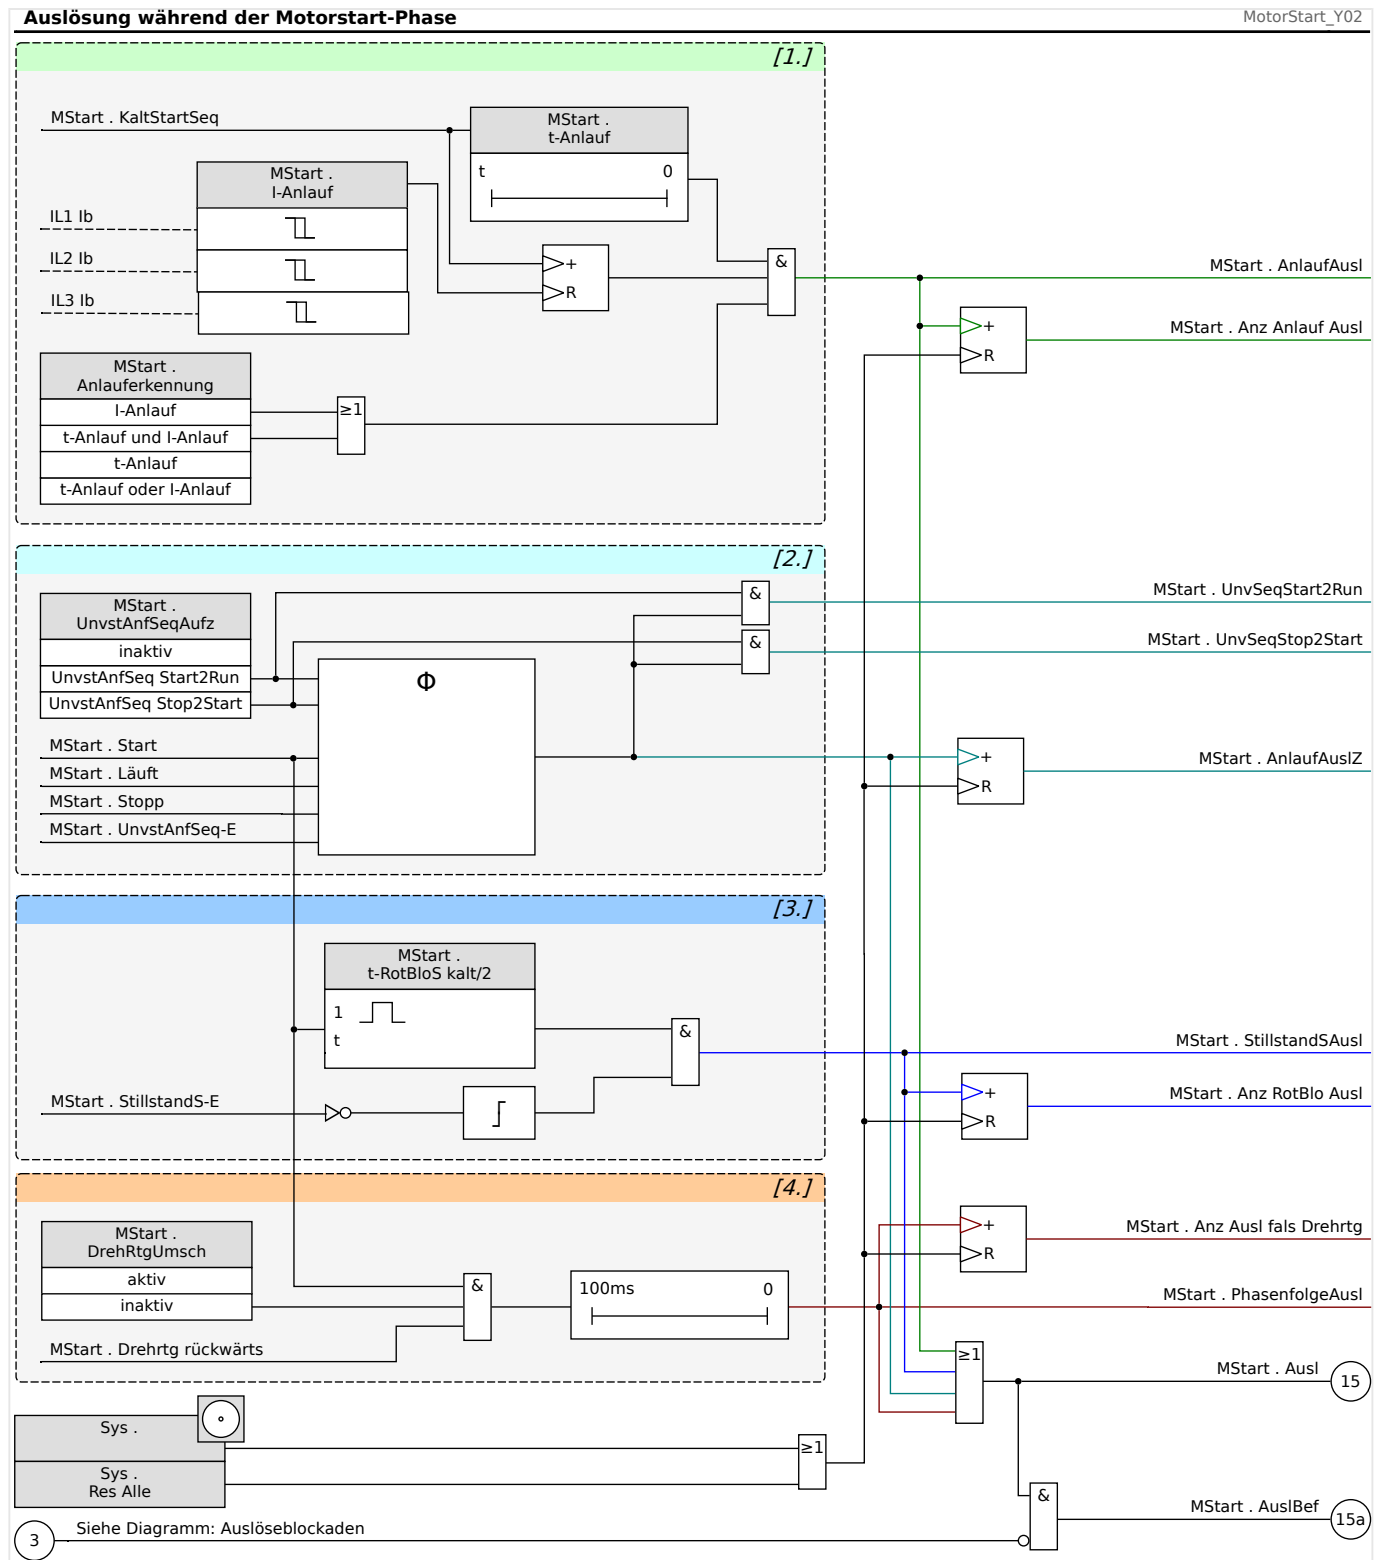 Auslösung während der Motorstart-Phase
MotorStart_Y02
[1.]
MStart . KaltStartSeq
MStart .
t-Anlauf
t
0
MStart .
I-Anlauf
IL1 Ib
IL2 Ib
IL3 Ib
+
R
&
MStart . AnlaufAusl
+
R
MStart . Anz Anlauf Ausl
MStart .
Anlauferkennung
I-Anlauf
t-Anlauf und I-Anlauf
t-Anlauf
t-Anlauf oder I-Anlauf
≥1
[2.]
MStart .
UnvstAnfSeqAufz
inaktiv
UnvstAnfSeq Start2Run
UnvstAnfSeq Stop2Start
&
MStart . UnvSeqStart2Run
&
MStart . UnvSeqStop2Start
Φ
MStart . Start
MStart . Läuft
MStart . Stopp
MStart . UnvstAnfSeq-E
+
R
MStart . AnlaufAuslZ
[3.]
MStart .
t-RotBloS kalt/2
1
t
&
MStart . StillstandSAusl
MStart . StillstandS-E
+
R
MStart . Anz RotBlo Ausl
[4.]
MStart .
DrehRtgUmsch
aktiv
inaktiv
MStart . Drehrtg rückwärts
&
100ms
0
+
R
MStart . Anz Ausl fals Drehrtg
MStart . PhasenfolgeAusl
≥1
MStart . Ausl
15
Sys .
Sys .
Res Alle
≥1
&
MStart . AuslBef
15a
3
Siehe Diagramm: Auslöseblockaden